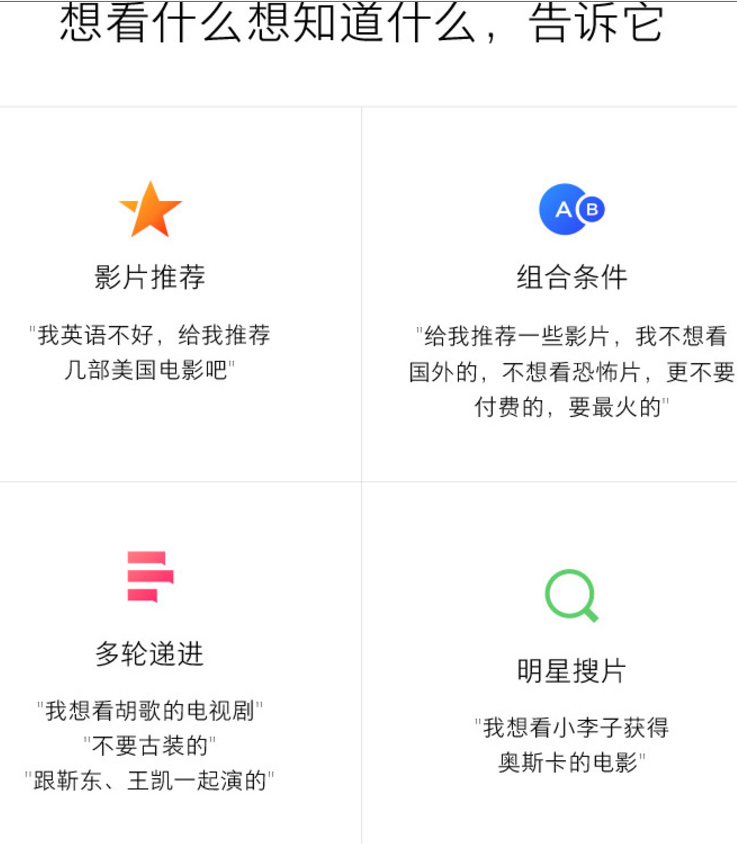 想看什么想知道什么，告诉它
影片推荐
"我英语不好，给我推荐
几部美国电影吧"
A B
组合条件
"给我推荐一些影片，我不想看
国外的，不想看恐怖片，更不要
付费的，要最火的"
多轮递进
"我想看胡歌的电视剧"
"不要古装的"
"跟靳东、王凯一起演的"
明星搜片
"我想看小李子获得
奥斯卡的电影"